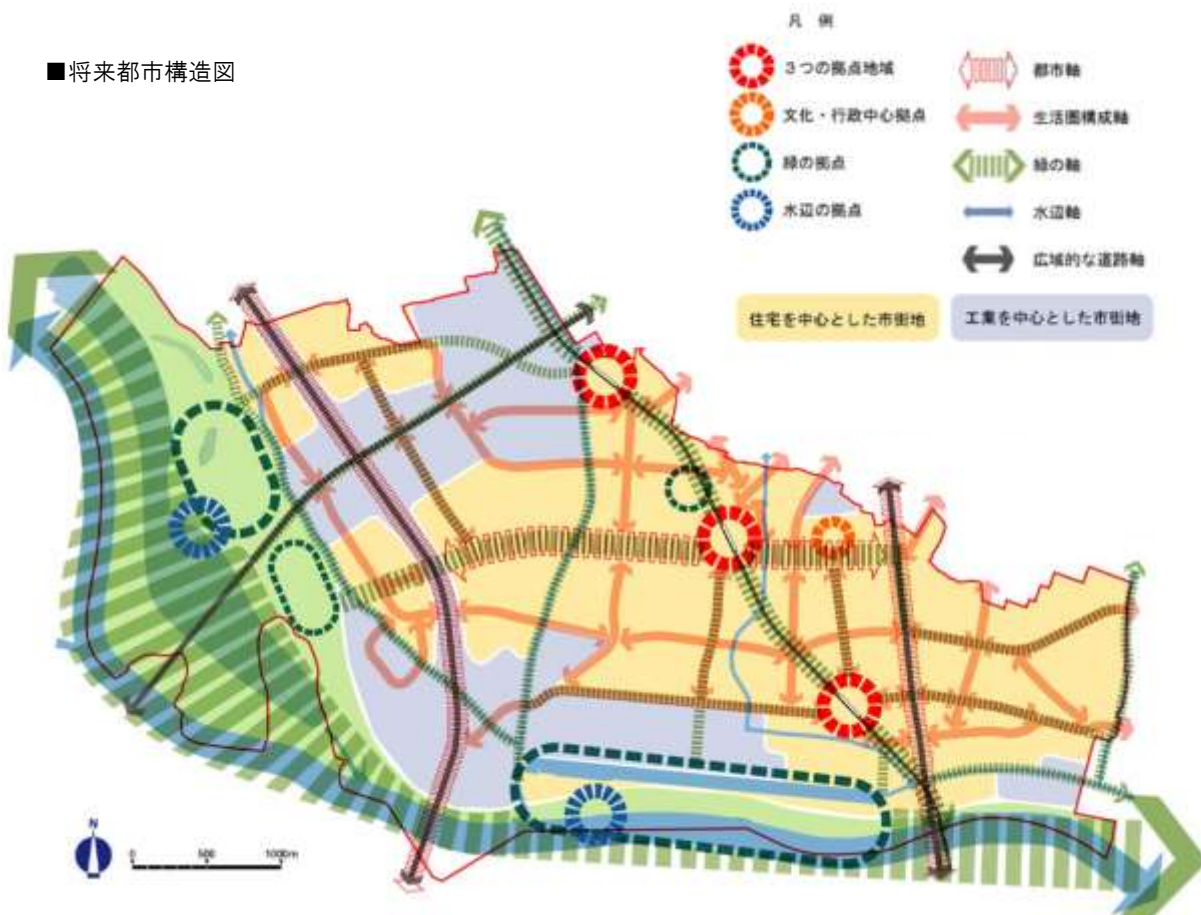 凡 例
■将来都市構造図
3つの拠点地域
都市軸
文化・行政中心拠点
生活圏構成軸
緑の拠点
緑の軸
水辺の拠点
水辺軸
広域的な道路軸
住宅を中心とした市街地
工業を中心とした市街地
N
0 500 1000m